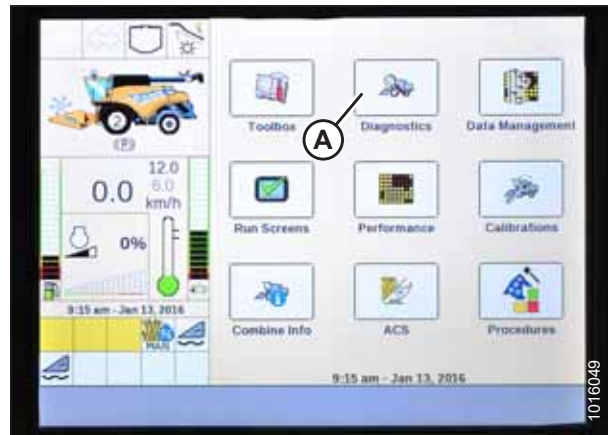 Toolbox
Diagnostics
Data Management
A
2
(P)
12.0
6.0
0.0
km/h
0%
Run Screens
Performance
Calibrations
9:15 am - Jan 13, 2016
MAN
Combine Info
ACS
Procedures
9:15 am - Jan 13, 2016
1016049